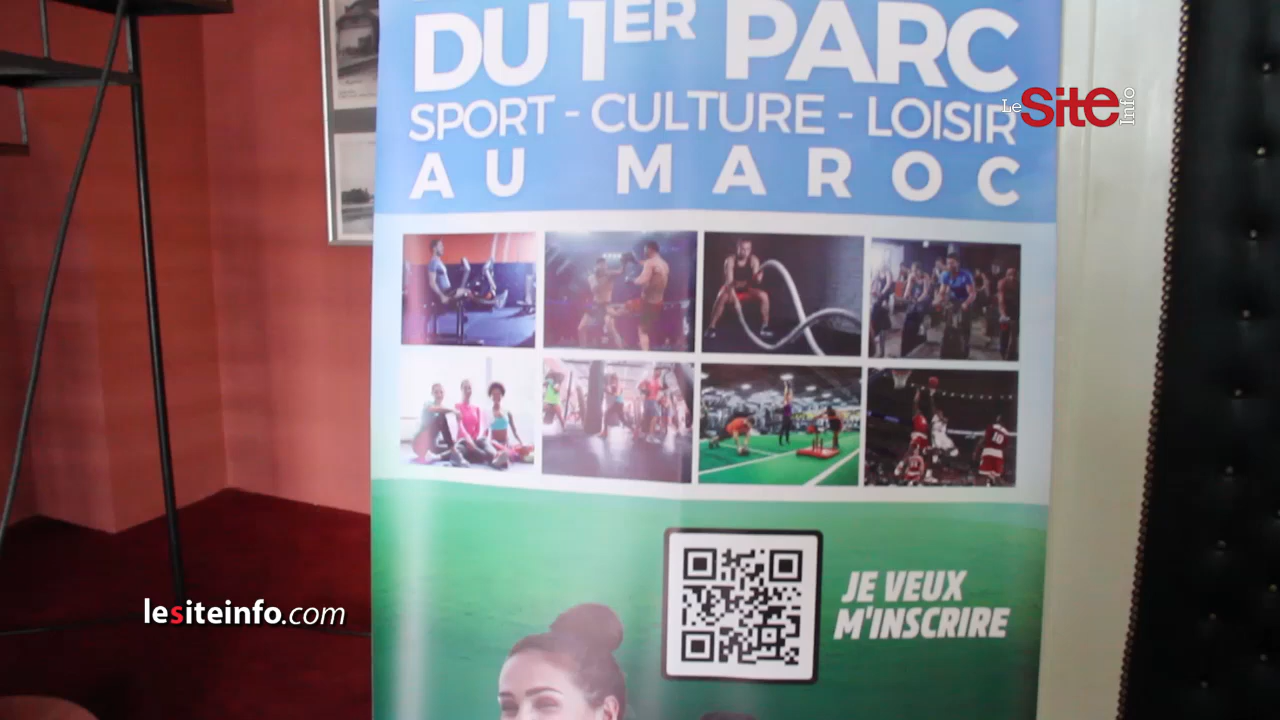 DU 1ER PARC
SPORT - CULTURE - LOISIR
AU MAROC
Le Site Info
JE VEUX
M'INSCRIRE
lesiteinfo.com